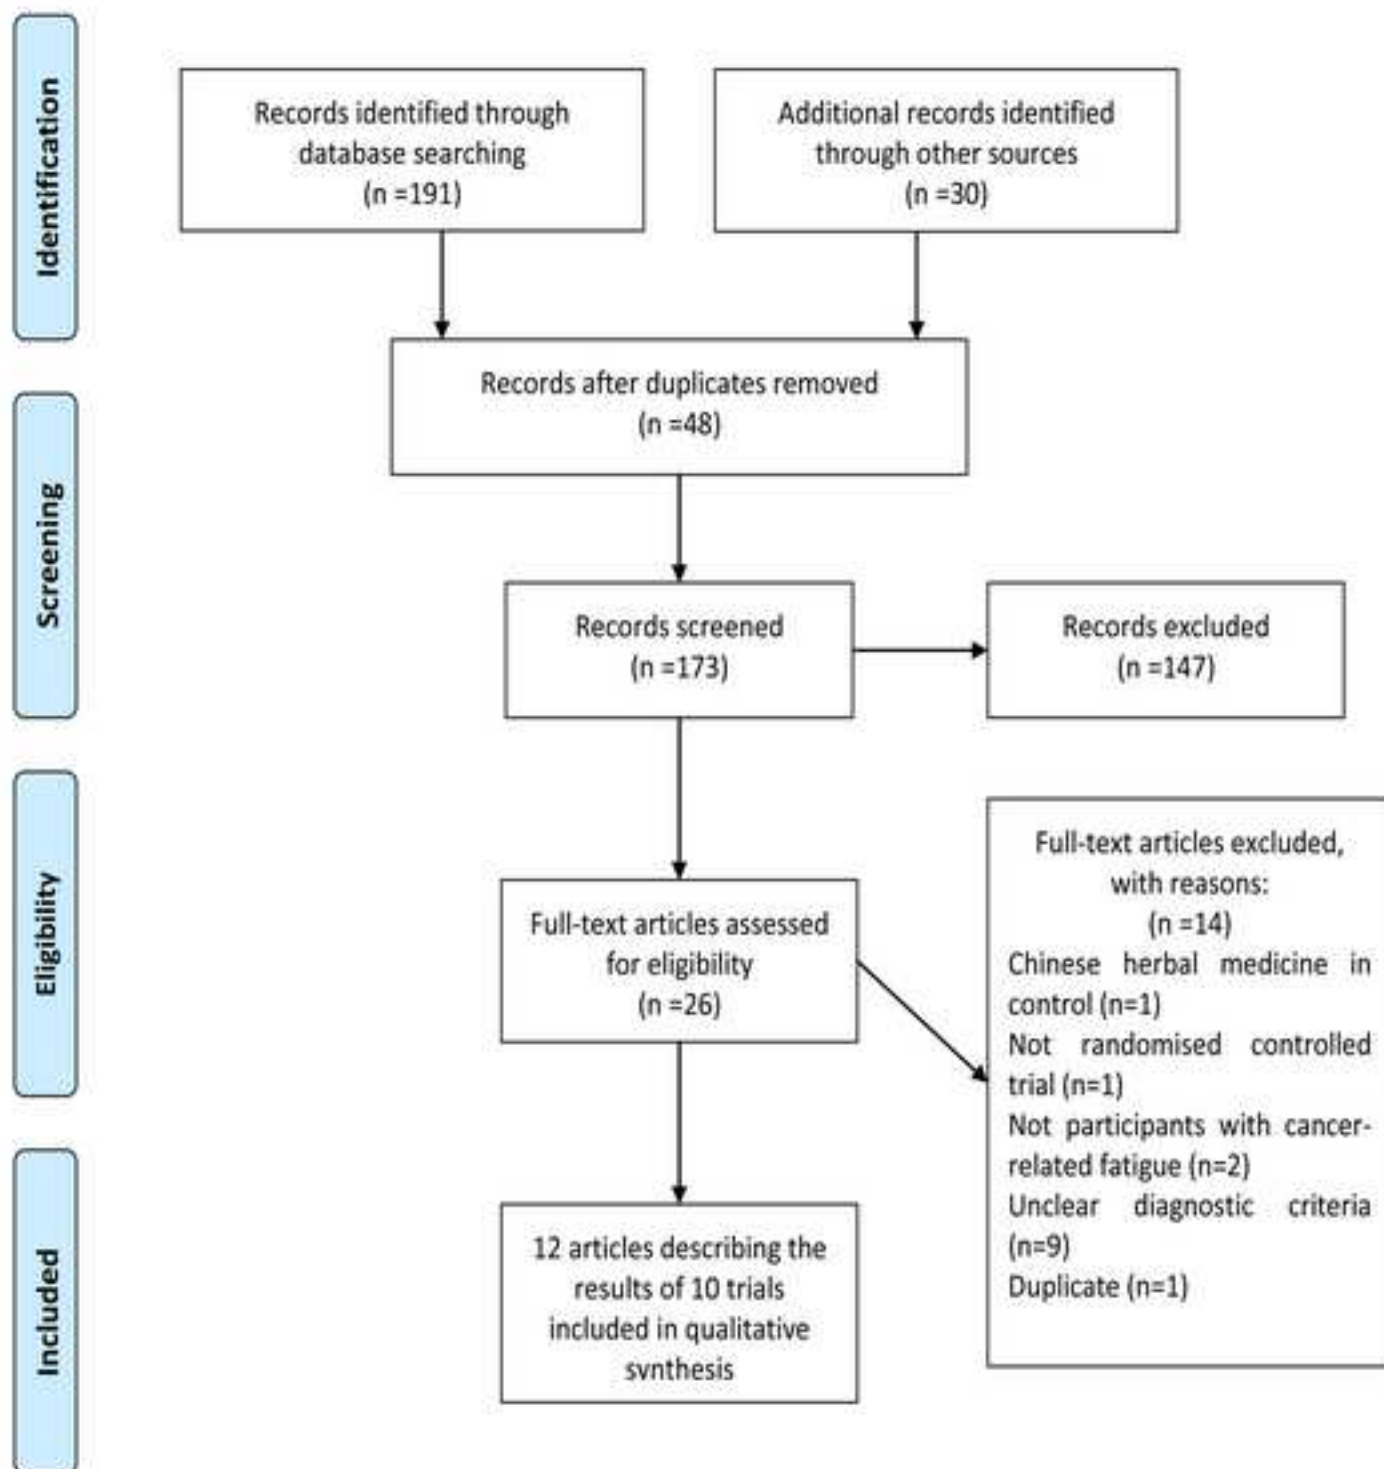 Identification
Records identified through
database searching
(n =191)
Additional records identified
through other sources
(n =30)
Records after duplicates removed
(n =48)
Screening
Records screened
(n =173)
Records excluded
(n =147)
Eligibility
Full-text articles assessed
for eligibility
(n =26)
Full-text articles excluded,
with reasons:
(n =14)
Chinese herbal medicine in
control (n=1)
Not randomised controlled
trial (n=1)
Not participants with cancer-
related fatigue (n=2)
Unclear diagnostic criteria
(n=9)
Duplicate (n=1)
Included
12 articles describing the
results of 10 trials
included in qualitative
synthesis